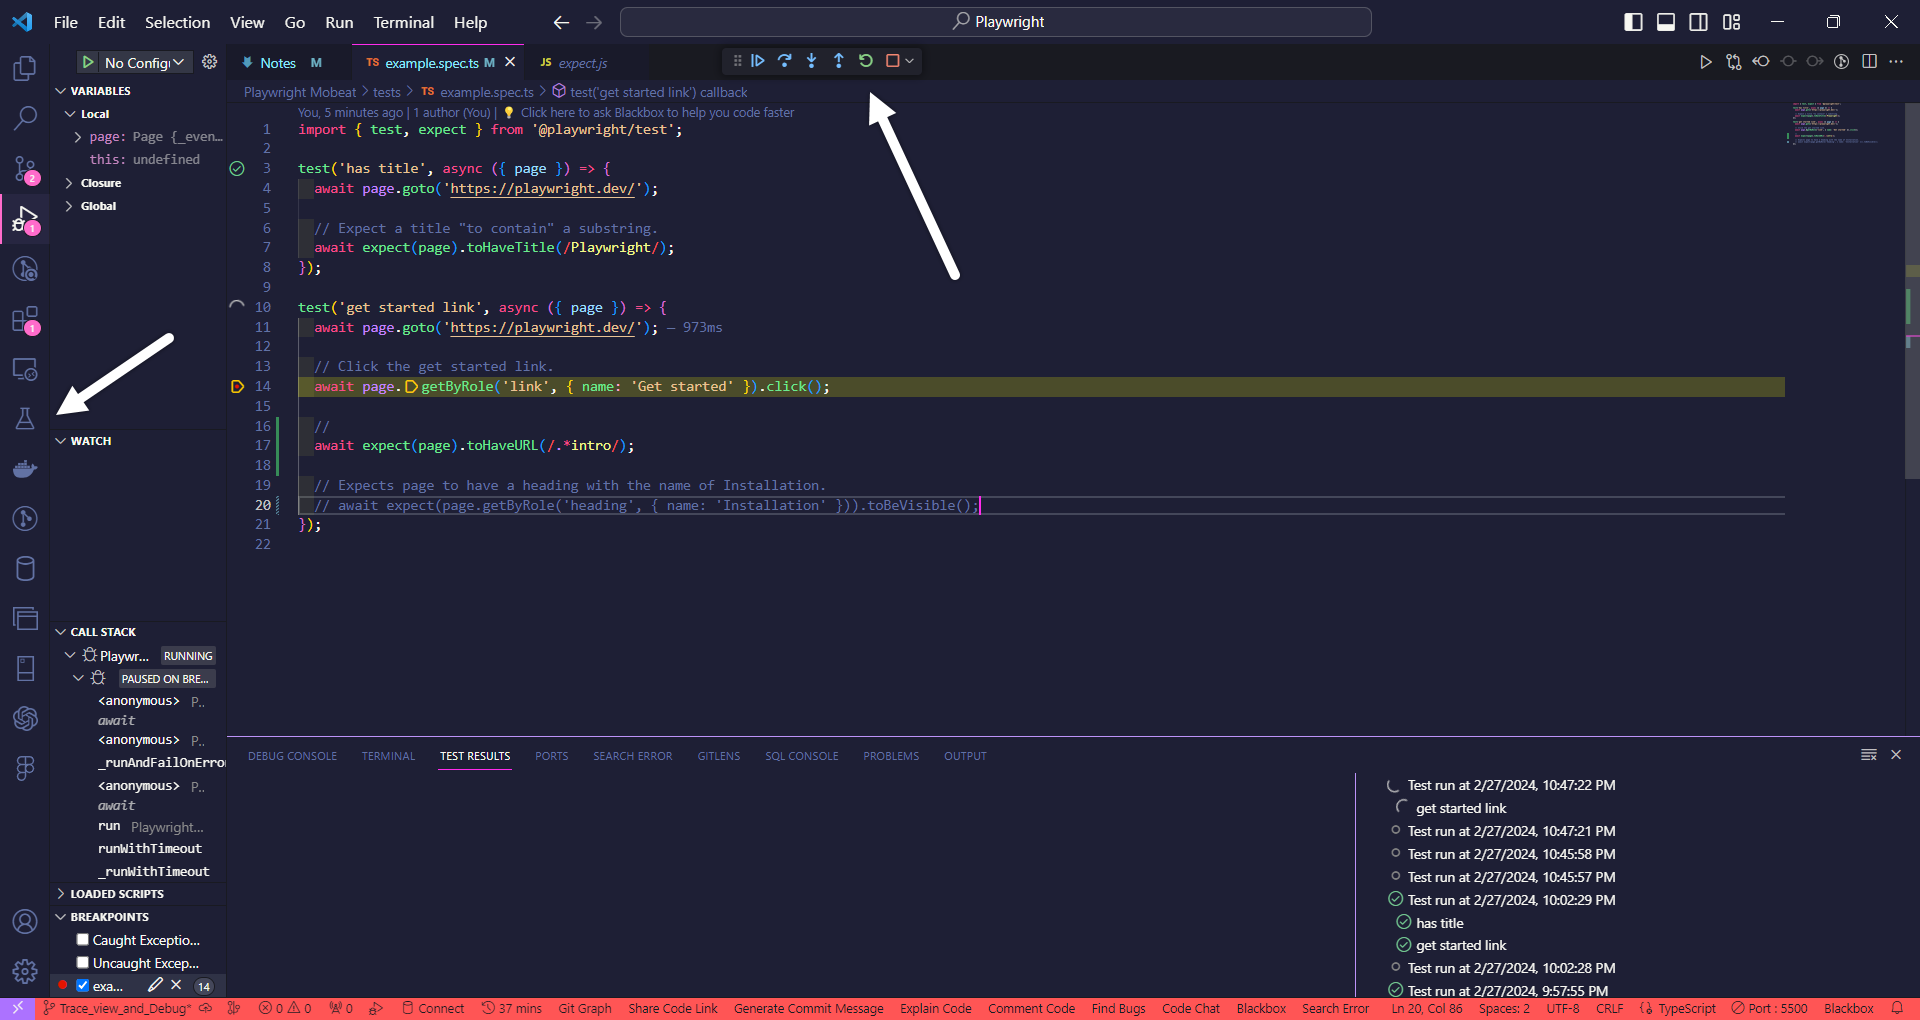 File Edit Selection View Go Run Terminal Help
Playwright
No Config
Notes M
TS example.spec.ts M
JS expect.js
Playwright Mobeat > tests > TS example.spec.ts > test('get started link') callback
VARIABLES
Local
page: Page {_even...
this: undefined
Closure
Global
WATCH
CALL STACK
Playwr... RUNNING
PAUSED ON BRE...
<anonymous> P..
await
<anonymous> P..
_runAndFailOnErro
<anonymous> P..
await
run Playwright...
runWithTimeout
_runWithTimeout
LOADED SCRIPTS
BREAKPOINTS
Caught Exceptio...
Uncaught Excep...
exa... 14
2
1
1
You, 5 minutes ago | 1 author (You) | 💡 Click here to ask Blackbox to help you code faster
1 import { test, expect } from '@playwright/test';
2
3 test('has title', async ({ page }) => {
4 await page.goto('https://playwright.dev/');
5
6 // Expect a title "to contain" a substring.
7 await expect(page).toHaveTitle(/Playwright/);
8 });
9
10 test('get started link', async ({ page }) => {
11 await page.goto('https://playwright.dev/'); — 973ms
12
13 // Click the get started link.
14 await page.getByRole('link', { name: 'Get started' }).click();
15
16 //
17 await expect(page).toHaveURL(/.*intro/);
18
19 // Expects page to have a heading with the name of Installation.
20 // await expect(page.getByRole('heading', { name: 'Installation' })).toBeVisible();
21 });
22
DEBUG CONSOLE TERMINAL TEST RESULTS PORTS SEARCH ERROR GITLENS SQL CONSOLE PROBLEMS OUTPUT
Test run at 2/27/2024, 10:47:22 PM
get started link
Test run at 2/27/2024, 10:47:21 PM
Test run at 2/27/2024, 10:45:58 PM
Test run at 2/27/2024, 10:45:57 PM
Test run at 2/27/2024, 10:02:29 PM
has title
get started link
Test run at 2/27/2024, 10:02:28 PM
Test run at 2/27/2024, 9:57:55 PM
Trace_view_and_Debug* 0 0 0 Connect 37 mins Git Graph Share Code Link Generate Commit Message Explain Code Comment Code Find Bugs Code Chat Blackbox Search Error Ln 20, Col 86 Spaces: 2 UTF-8 CRLF {} TypeScript Port : 5500 Blackbox